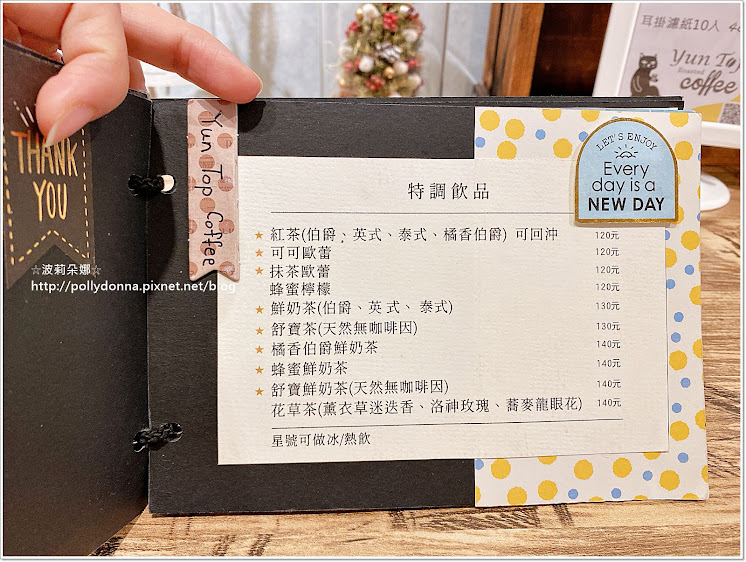 耳掛濾紙10入
Yun Top
Roasted
coffee
THANK
YOU
Yun Top Coffee
LET'S ENJOY
Every
day is a
NEW DAY
特調飲品
★ 紅茶(伯爵、英式、泰式、橘香伯爵) 可回沖 120元
★ 可可歐蕾 120元
★ 抹茶歐蕾 120元
蜂蜜檸檬 120元
★ 鮮奶茶(伯爵、英式、泰式) 130元
★ 舒寶茶(天然無咖啡因) 130元
★ 橘香伯爵鮮奶茶 140元
★ 蜂蜜鮮奶茶 140元
★ 舒寶鮮奶茶(天然無咖啡因) 140元
花草茶(薰衣草迷迭香、洛神玫瑰、蕎麥龍眼花) 140元
星號可做冰/熱飲
☆波莉朵娜☆
http://pollydonna.pixnet.net/blog